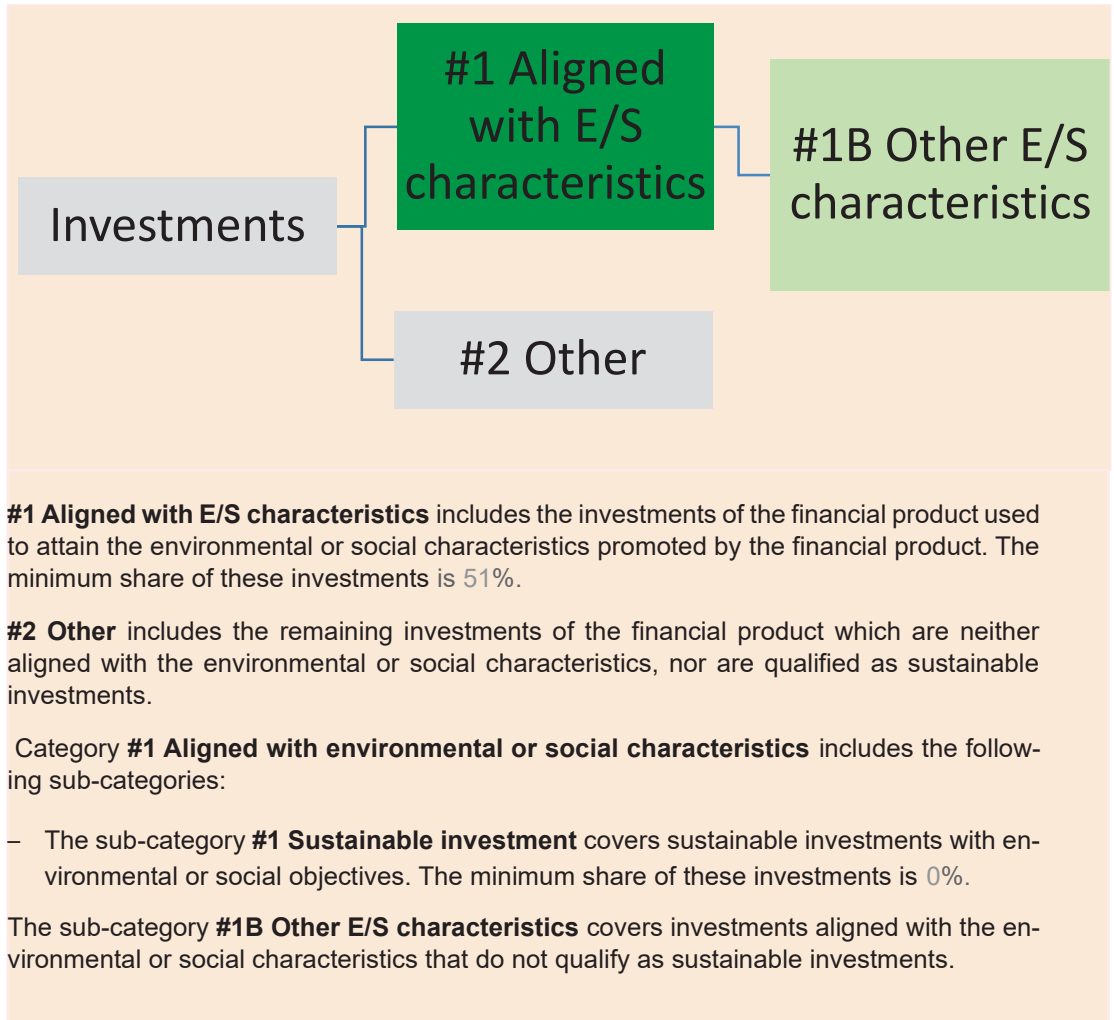 #1 Aligned
with E/S
characteristics
#1B Other E/S
characteristics
Investments
#2 Other
#1 Aligned with E/S characteristics includes the investments of the financial product used
to attain the environmental or social characteristics promoted by the financial product. The
minimum share of these investments is 51%.
#2 Other includes the remaining investments of the financial product which are neither
aligned with the environmental or social characteristics, nor are qualified as sustainable
investments.
Category #1 Aligned with environmental or social characteristics includes the follow-
ing sub-categories:
– The sub-category #1 Sustainable investment covers sustainable investments with en-
vironmental or social objectives. The minimum share of these investments is 0%.
The sub-category #1B Other E/S characteristics covers investments aligned with the en-
vironmental or social characteristics that do not qualify as sustainable investments.